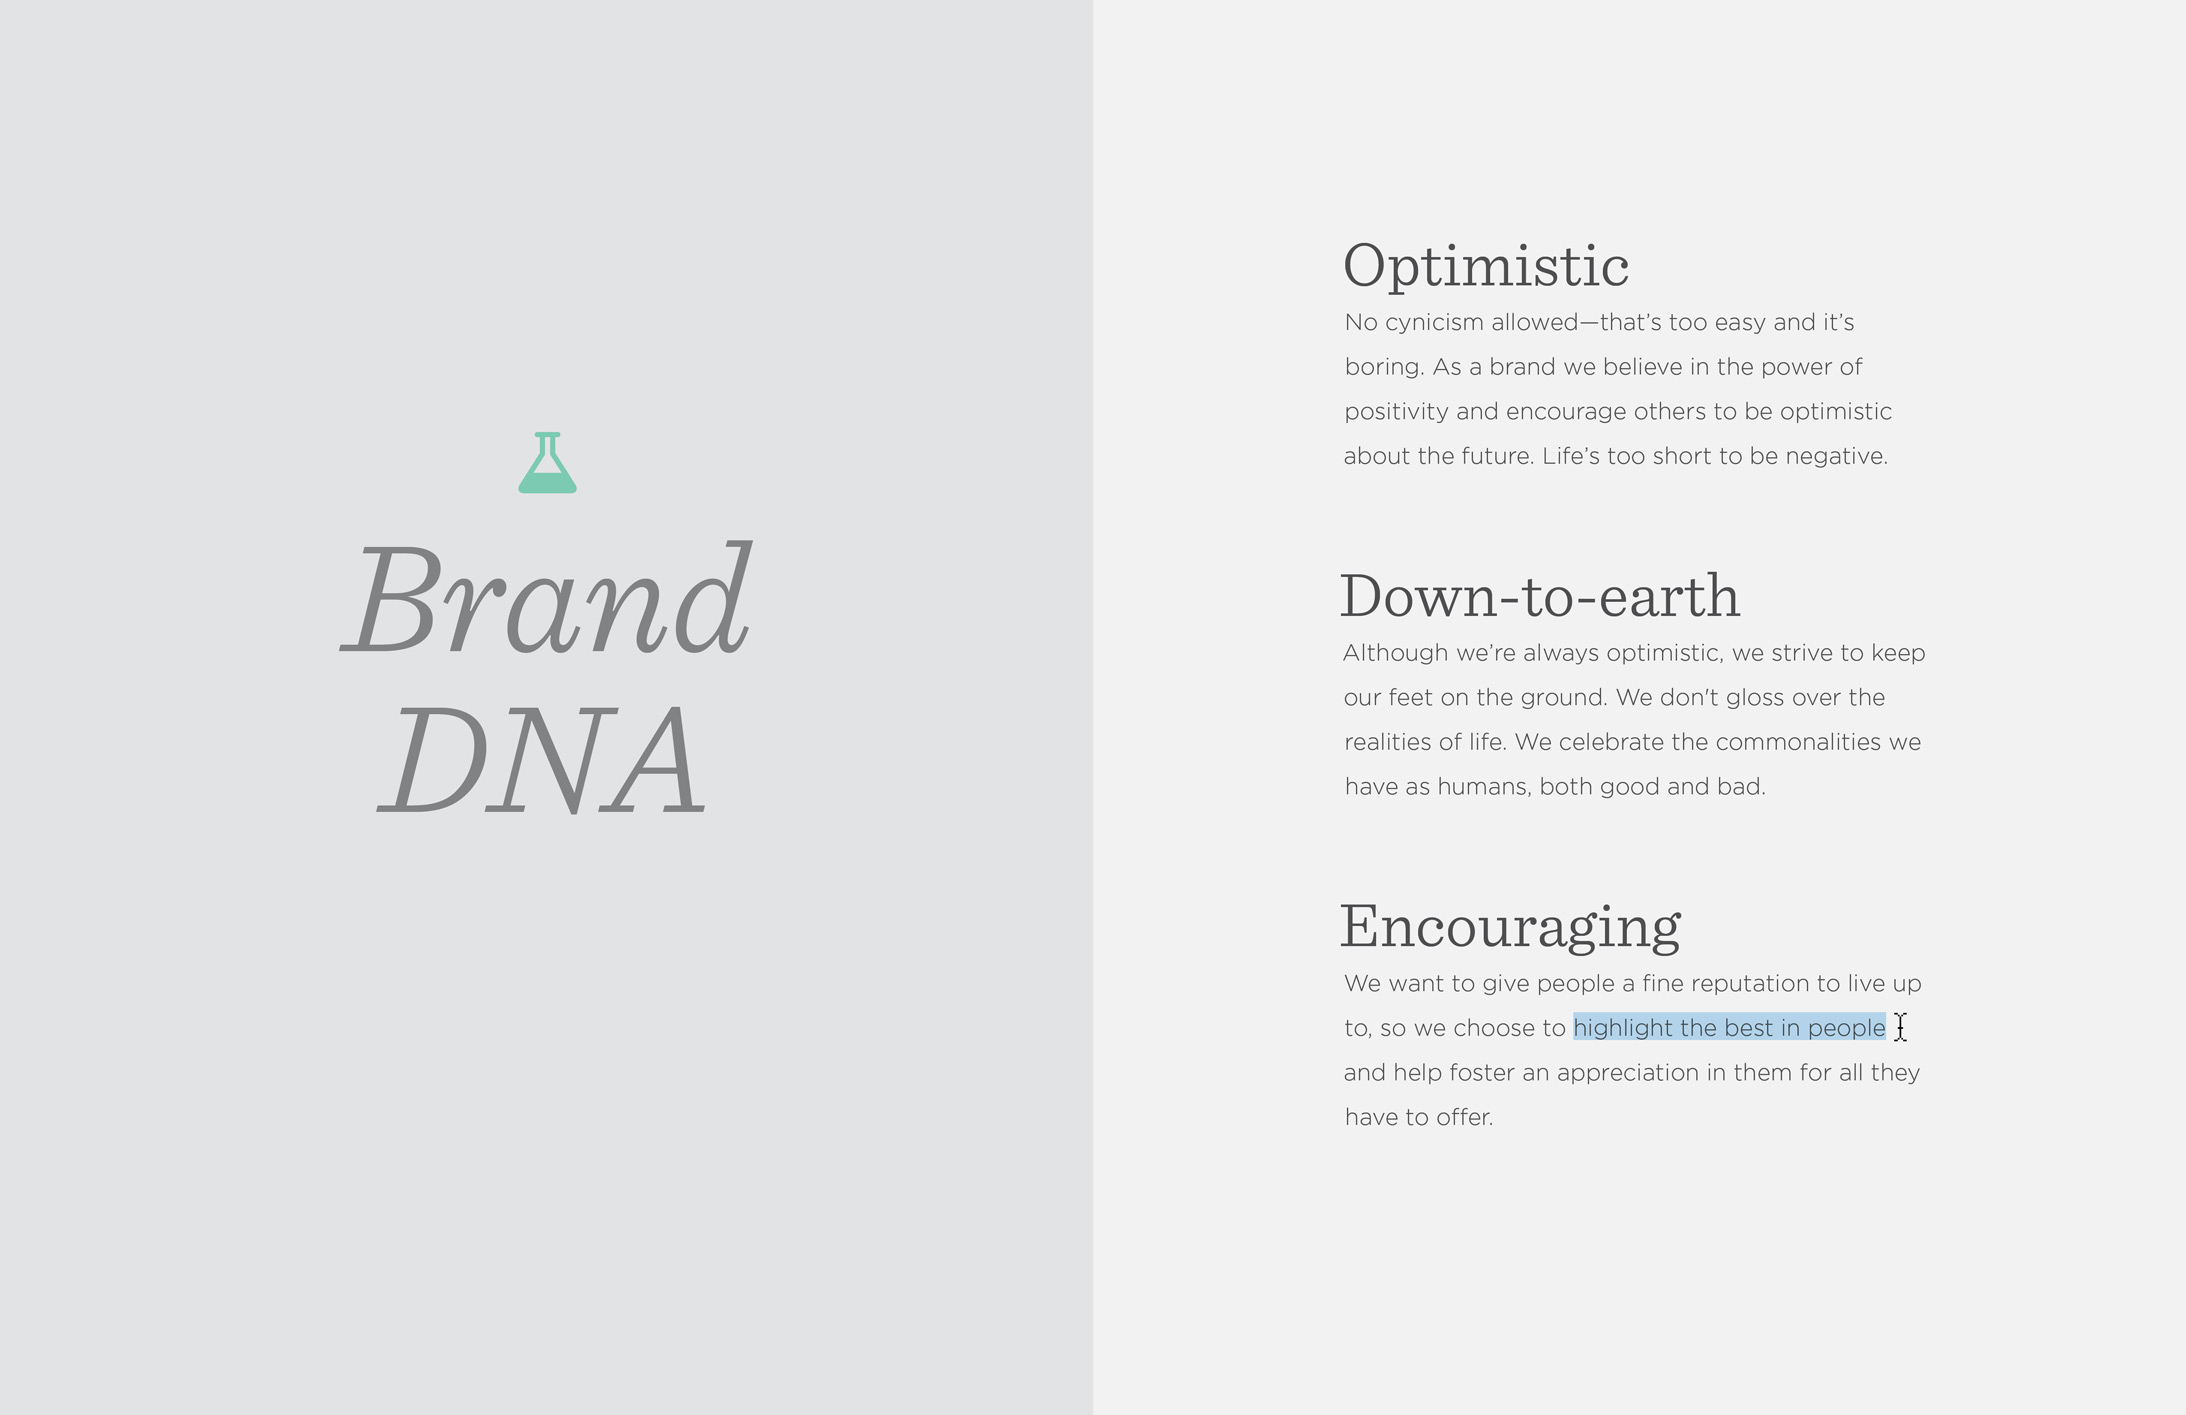 Brand
DNA
Optimistic
No cynicism allowed—that’s too easy and it’s
boring. As a brand we believe in the power of
positivity and encourage others to be optimistic
about the future. Life’s too short to be negative.
Down-to-earth
Although we’re always optimistic, we strive to keep
our feet on the ground. We don't gloss over the
realities of life. We celebrate the commonalities we
have as humans, both good and bad.
Encouraging
We want to give people a fine reputation to live up
to, so we choose to highlight the best in people
and help foster an appreciation in them for all they
have to offer.